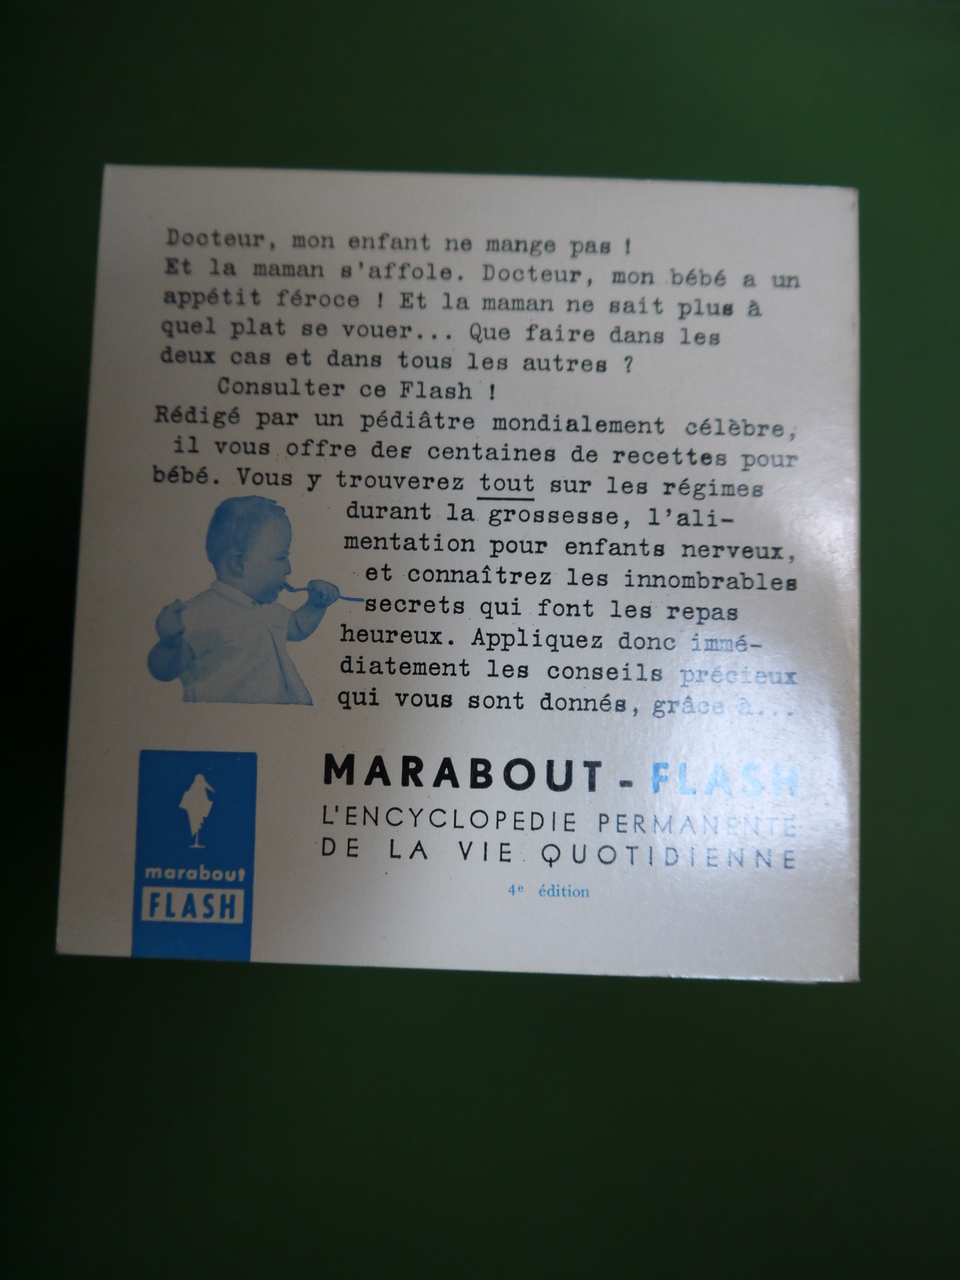 Docteur, mon enfant ne mange pas !
Et la maman s'affole. Docteur, mon bébé a un
appétit féroce ! Et la maman ne sait plus à
quel plat se vouer... Que faire dans les
deux cas et dans tous les autres ?
Consulter ce Flash !
Rédigé par un pédiâtre mondialement célèbre,
il vous offre des centaines de recettes pour
bébé. Vous y trouverez tout sur les régimes
durant la grossesse, l'ali-
mentation pour enfants nerveux,
et connaîtrez les innombrables
secrets qui font les repas
heureux. Appliquez donc immé-
diatement les conseils précieux
qui vous sont donnés, grâce à...
MARABOUT - FLASH
L'ENCYCLOPEDIE PERMANENTE
DE LA VIE QUOTIDIENNE
4e édition
marabout
FLASH